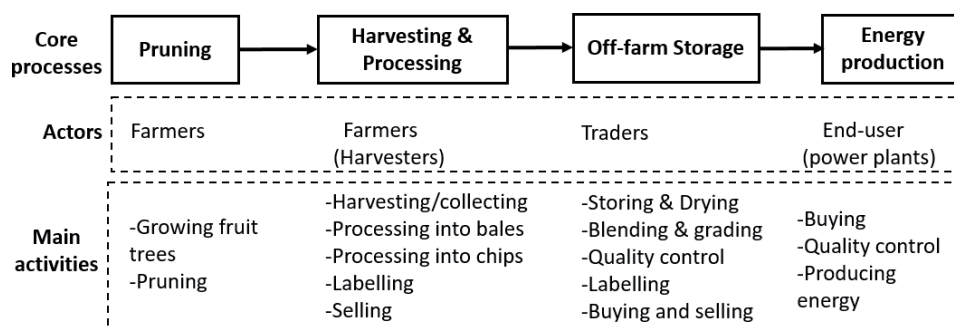 Core processes
Pruning
Harvesting & Processing
Off-farm Storage
Energy production
Actors
Farmers
Farmers (Harvesters)
Traders
End-user (power plants)
Main activities
-Growing fruit trees
-Pruning
-Harvesting/collecting
-Processing into bales
-Processing into chips
-Labelling
-Selling
-Storing & Drying
-Blending & grading
-Quality control
-Labelling
-Buying and selling
-Buying
-Quality control
-Producing energy